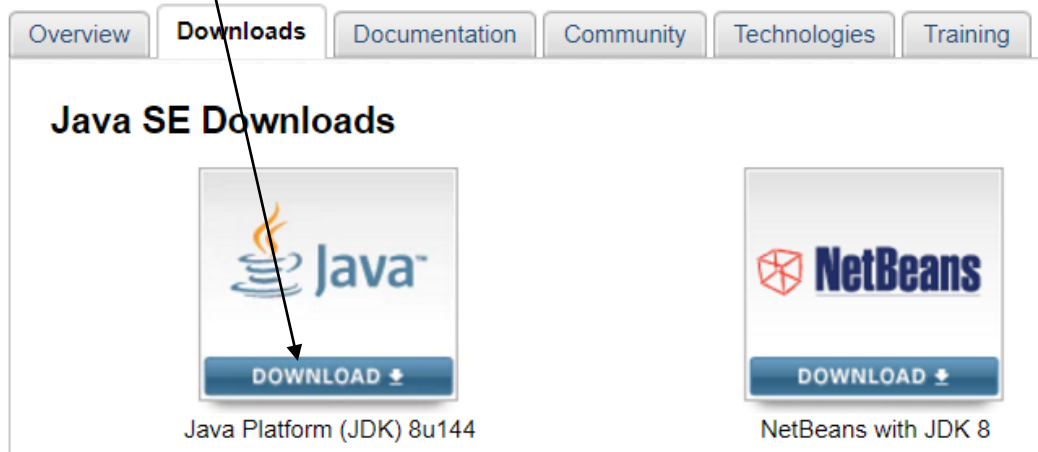 Overview Downloads Documentation Community Technologies Training
Java SE Downloads
Java™ NetBeans
DOWNLOAD DOWNLOAD
Java Platform (JDK) 8u144 NetBeans with JDK 8